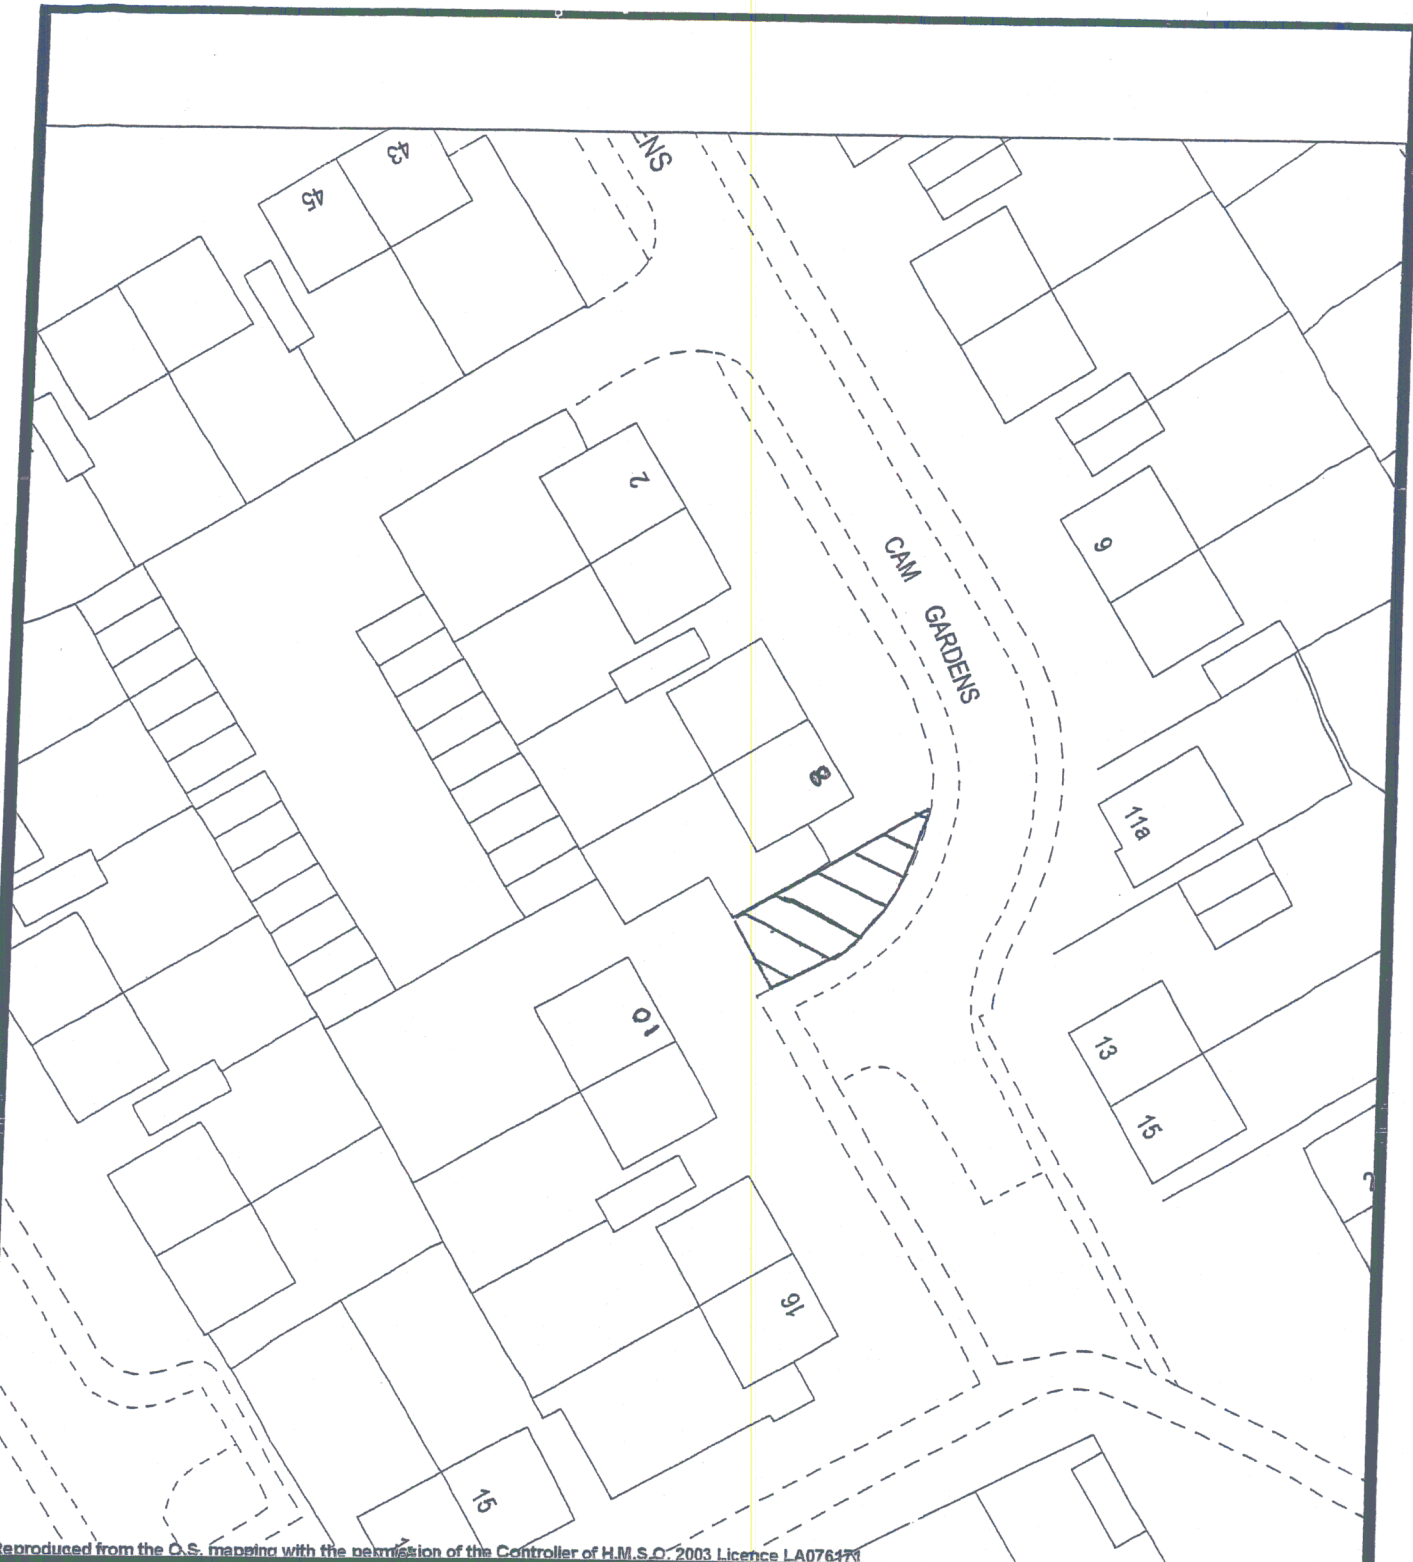 43
45
ENS
2
CAM
GARDENS
9
8
11a
10
13
15
2
16
15
Reproduced from the O.S. mapping with the permission of the Controller of H.M.S.O. 2003 Licence LA076171